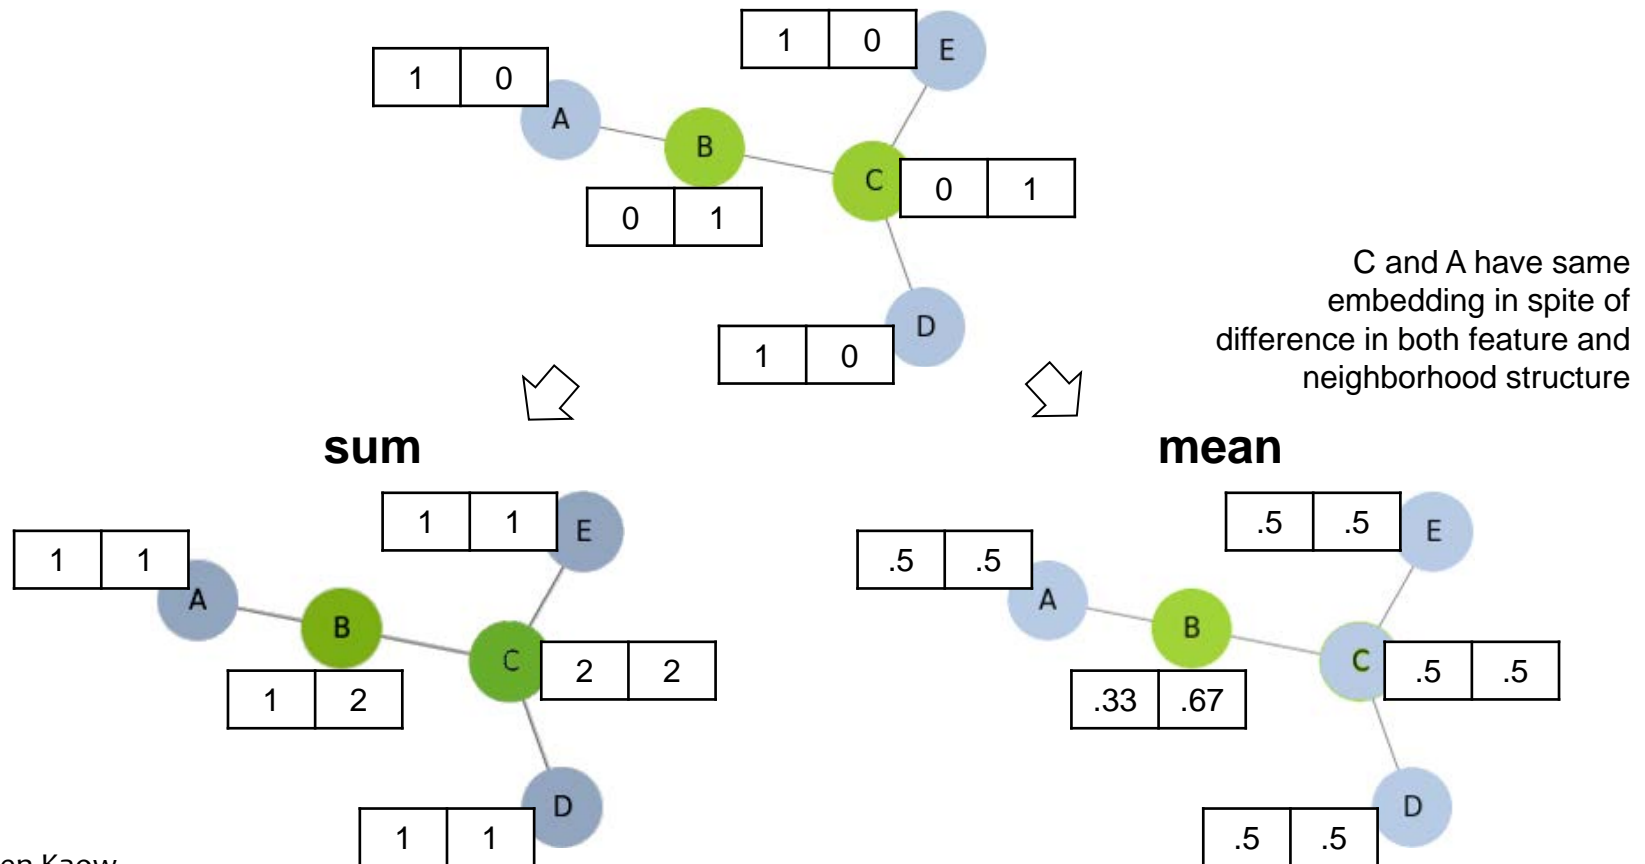 1 0 E
1 0
A
B
C 0 1
0 1
C and A have same
embedding in spite of
difference in both feature and
neighborhood structure
D
1 0
sum
mean
1 1 E
1 1
A
B
C 2 2
1 2
D
1 1
.5 .5 E
.5 .5
A
B
C .5 .5
.33 .67
D
.5 .5